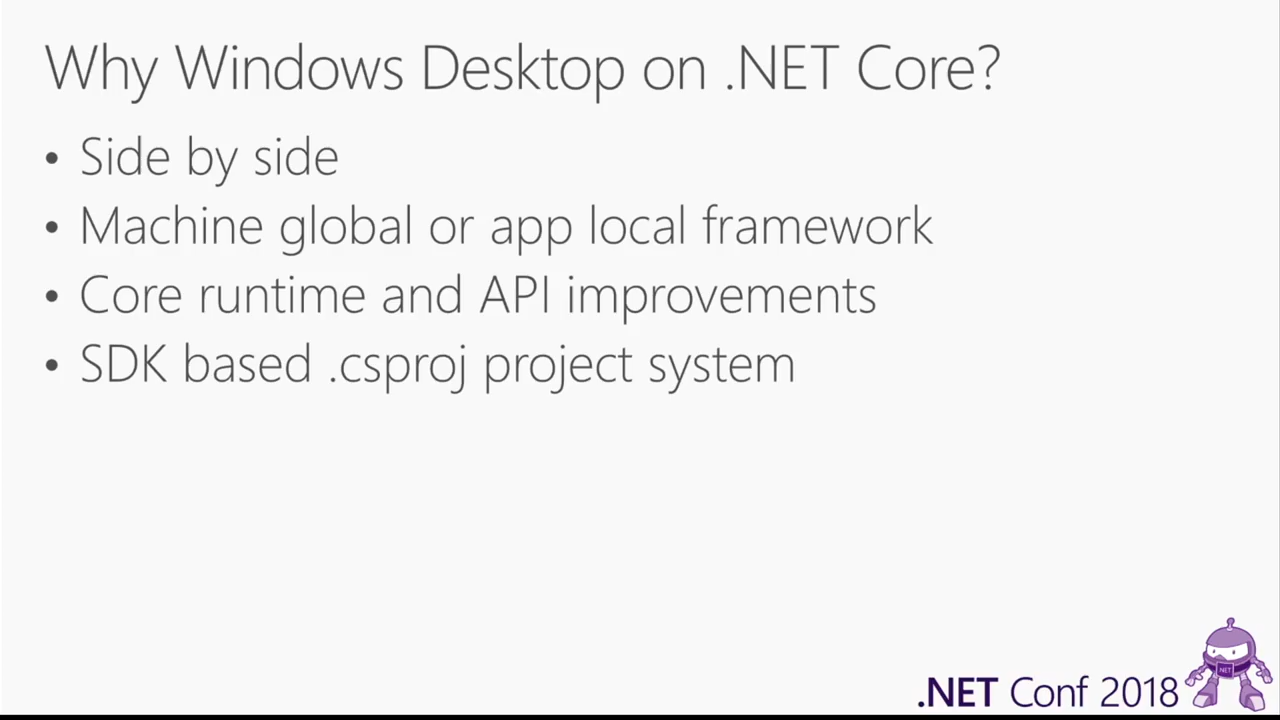 Why Windows Desktop on .NET Core?
• Side by side
• Machine global or app local framework
• Core runtime and API improvements
• SDK based .csproj project system
.NET
.NET Conf 2018